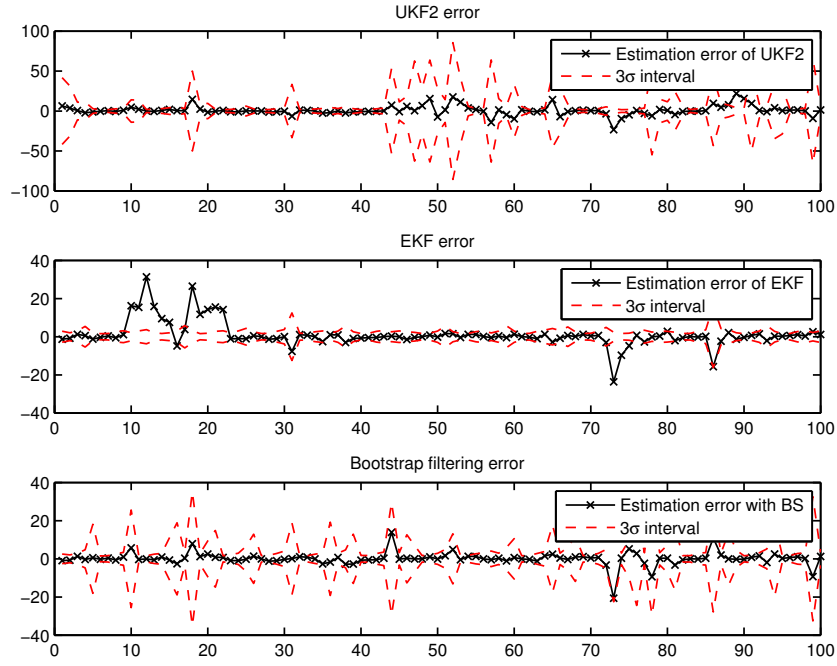 UKF2 error
100
50
0
−50
−100
Estimation error of UKF2
3σ interval
0 10 20 30 40 50 60 70 80 90 100
EKF error
40
20
0
−20
−40
Estimation error of EKF
3σ interval
0 10 20 30 40 50 60 70 80 90 100
Bootstrap filtering error
40
20
0
−20
−40
Estimation error with BS
3σ interval
0 10 20 30 40 50 60 70 80 90 100